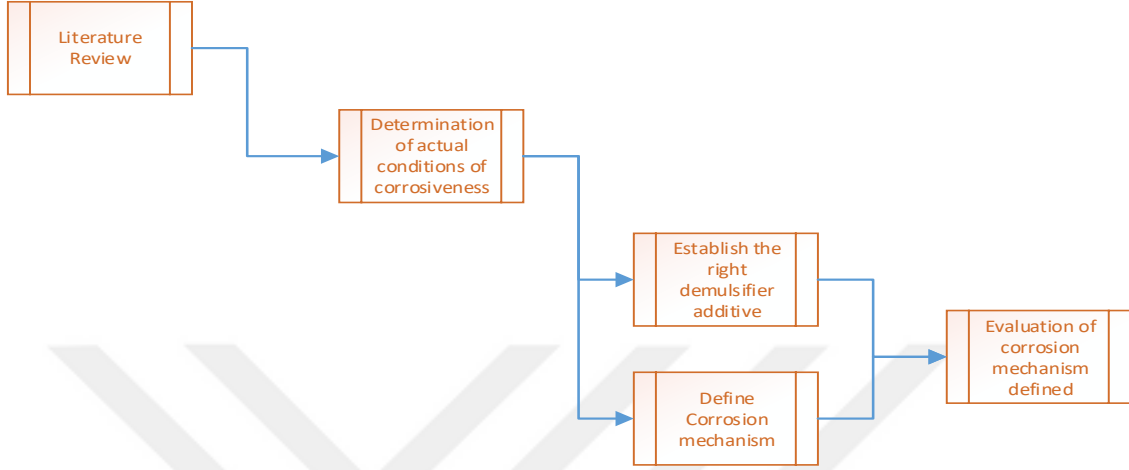 Literature
Review
Determination
of actual
conditions of
corrosiveness
Establish the
right
demulsifier
additive
Define
Corrosion
mechanism
Evaluation of
corrosion
mechanism
defined